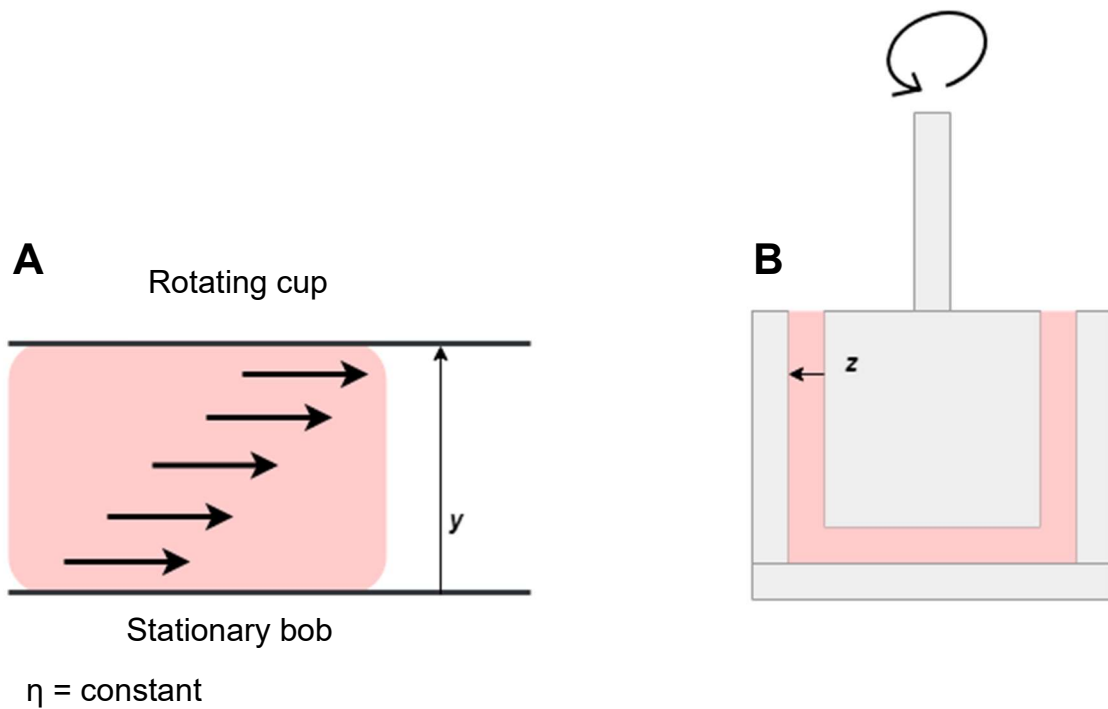 A
Rotating cup
y
Stationary bob
η = constant
B
z